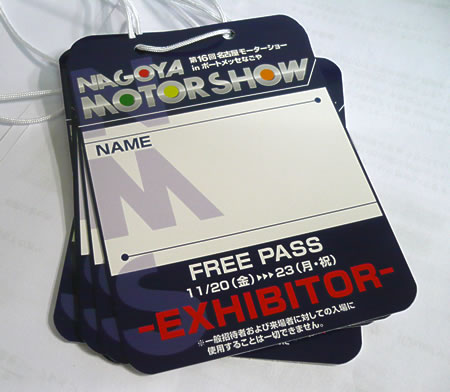 第16回名古屋モーターショー
in ポートメッセなごや
NAGOYA
MOTOR SHOW
NAME
NMS
FREE PASS
11/20(金)▸▸▸23(月・祝)
-EXHIBITOR-
※一般招待者および来場者に対しての入場に
使用することは一切できません。